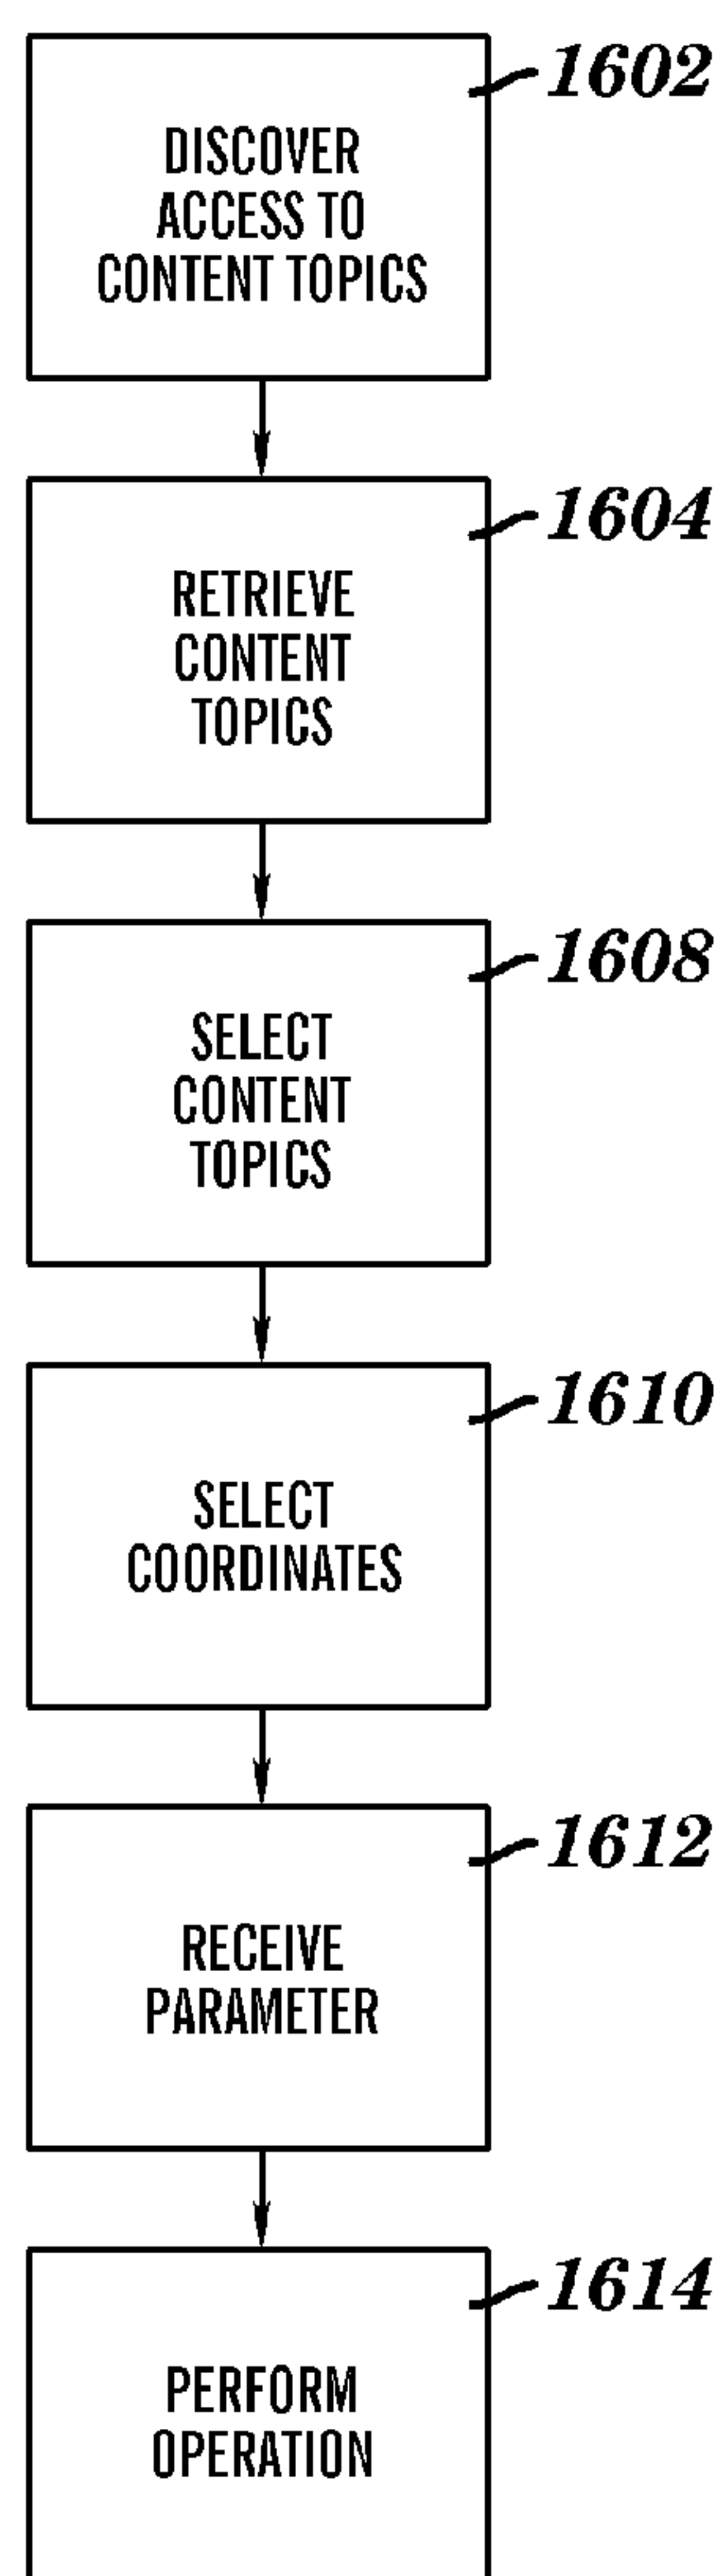 1602
DISCOVER
ACCESS TO
CONTENT TOPICS
1604
RETRIEVE
CONTENT
TOPICS
1608
SELECT
CONTENT
TOPICS
1610
SELECT
COORDINATES
1612
RECEIVE
PARAMETER
1614
PERFORM
OPERATION